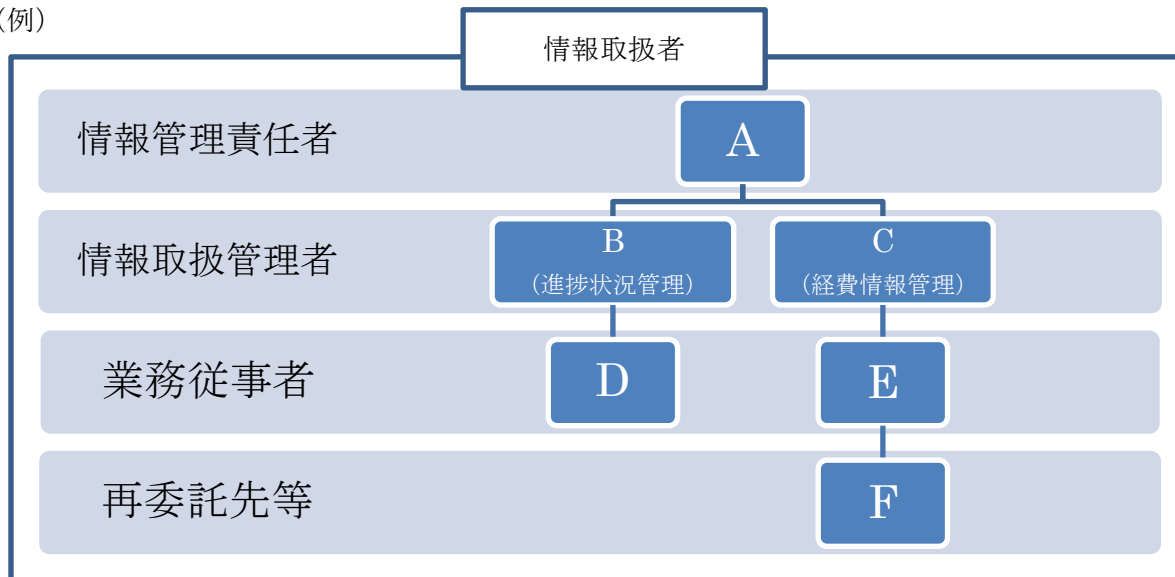 （例）
情報取扱者
情報管理責任者
A
情報取扱管理者
B
（進捗状況管理）
C
（経費情報管理）
業務従事者
D
E
再委託先等
F